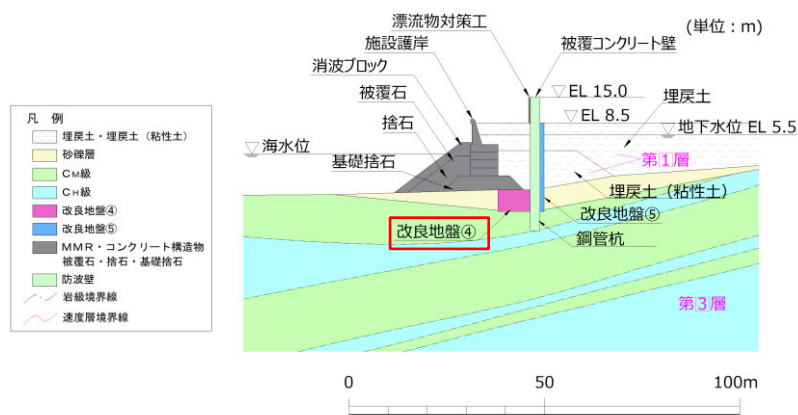 漂流物対策工
(単位：m)
施設護岸
被覆コンクリート壁
消波ブロック
EL 15.0
埋戻土
被覆石
EL 8.5
捨石
地下水位 EL 5.5
海水位
第1層
基礎捨石
埋戻土（粘性土）
改良地盤⑤
改良地盤④
鋼管杭
第3層
凡　例
埋戻土・埋戻土（粘性土）
砂礫層
CM級
CH級
改良地盤④
改良地盤⑤
MMR・コンクリート構造物
被覆石・捨石・基礎捨石
防波壁
岩級境界線
速度層境界線
0
50
100m